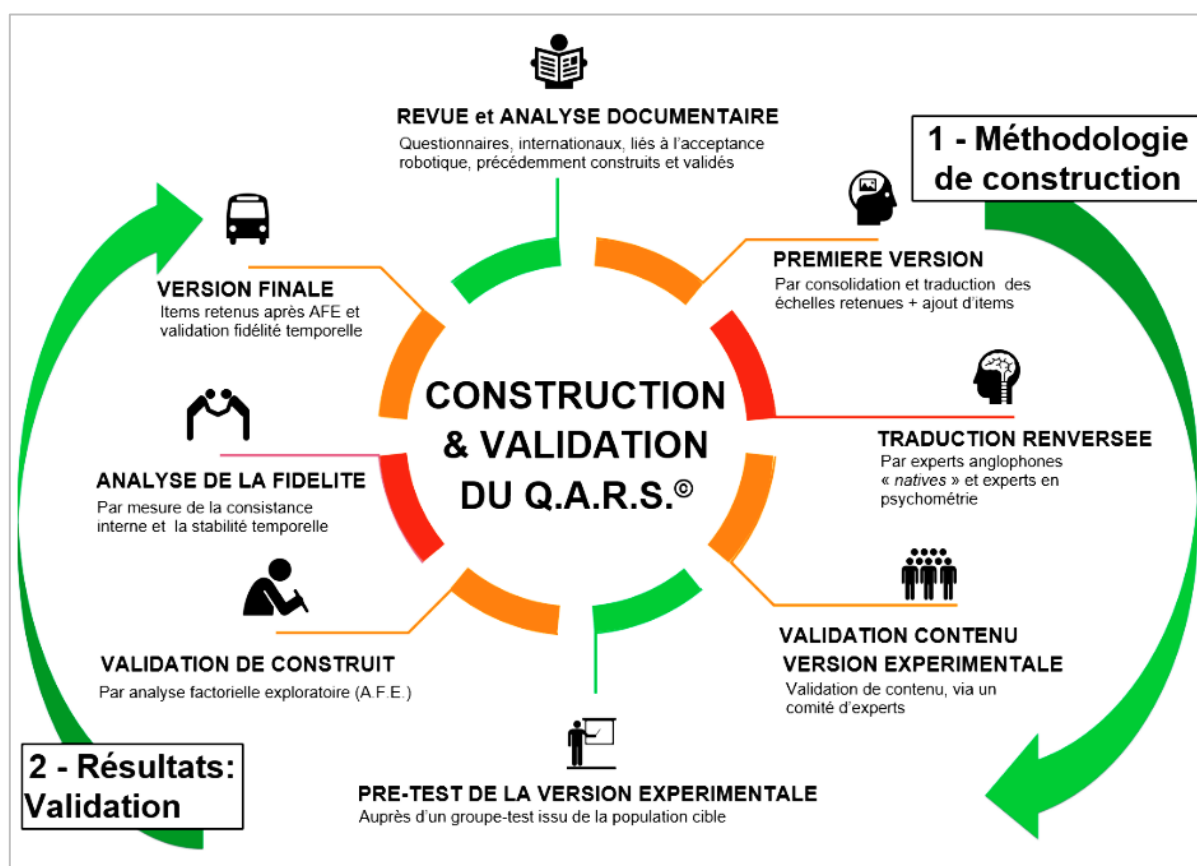 REVUE et ANALYSE DOCUMENTAIRE
Questionnaires, internationaux, liés à l'acceptance
robotique, précédemment construits et validés
1 - Méthodologie
de construction
PREMIERE VERSION
Par consolidation et traduction des
échelles retenues + ajout d'items
TRADUCTION RENVERSEE
Par experts anglophones
« natives » et experts en
psychométrie
VALIDATION CONTENU
VERSION EXPERIMENTALE
Validation de contenu, via un
comité d'experts
PRE-TEST DE LA VERSION EXPERIMENTALE
Auprès d'un groupe-test issu de la population cible
2 - Résultats:
Validation
VALIDATION DE CONSTRUIT
Par analyse factorielle exploratoire (A.F.E.)
ANALYSE DE LA FIDELITE
Par mesure de la consistance
interne et la stabilité temporelle
VERSION FINALE
Items retenus après AFE et
validation fidélité temporelle
CONSTRUCTION
& VALIDATION
DU Q.A.R.S.©